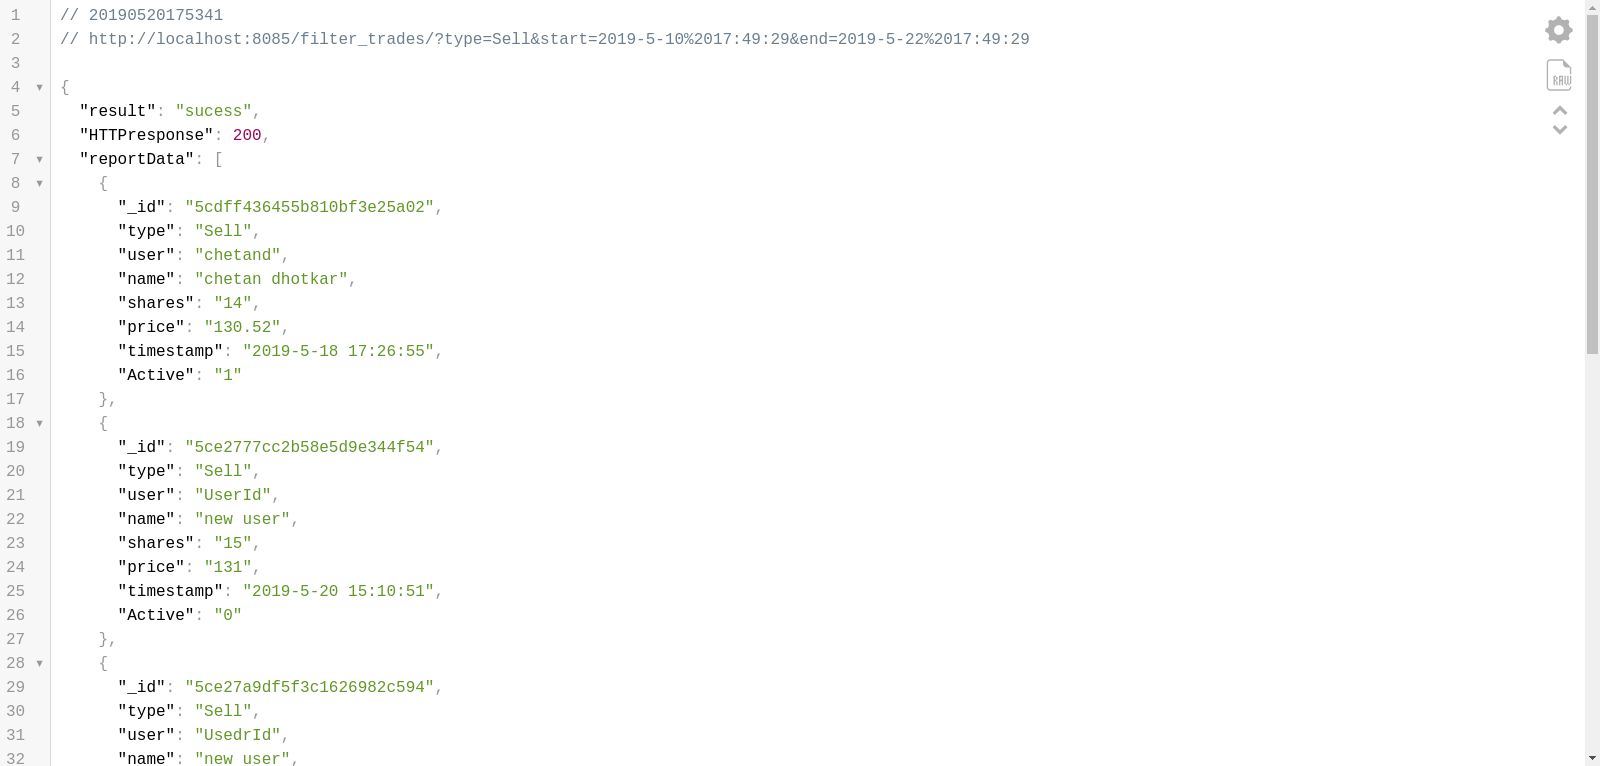 1 // 20190520175341
2 // http://localhost:8085/filter_trades/?type=Sell&start=2019-5-10%2017:49:29&end=2019-5-22%2017:49:29
3
4 {
5 "result": "sucess",
6 "HTTPresponse": 200,
7 "reportData": [
8 {
9 "_id": "5cdff436455b810bf3e25a02",
10 "type": "Sell",
11 "user": "chetand",
12 "name": "chetan dhotkar",
13 "shares": "14",
14 "price": "130.52",
15 "timestamp": "2019-5-18 17:26:55",
16 "Active": "1"
17 },
18 {
19 "_id": "5ce2777cc2b58e5d9e344f54",
20 "type": "Sell",
21 "user": "UserId",
22 "name": "new user",
23 "shares": "15",
24 "price": "131",
25 "timestamp": "2019-5-20 15:10:51",
26 "Active": "0"
27 },
28 {
29 "_id": "5ce27a9df5f3c1626982c594",
30 "type": "Sell",
31 "user": "UsedrId",
32 "name": "new user",
RAW